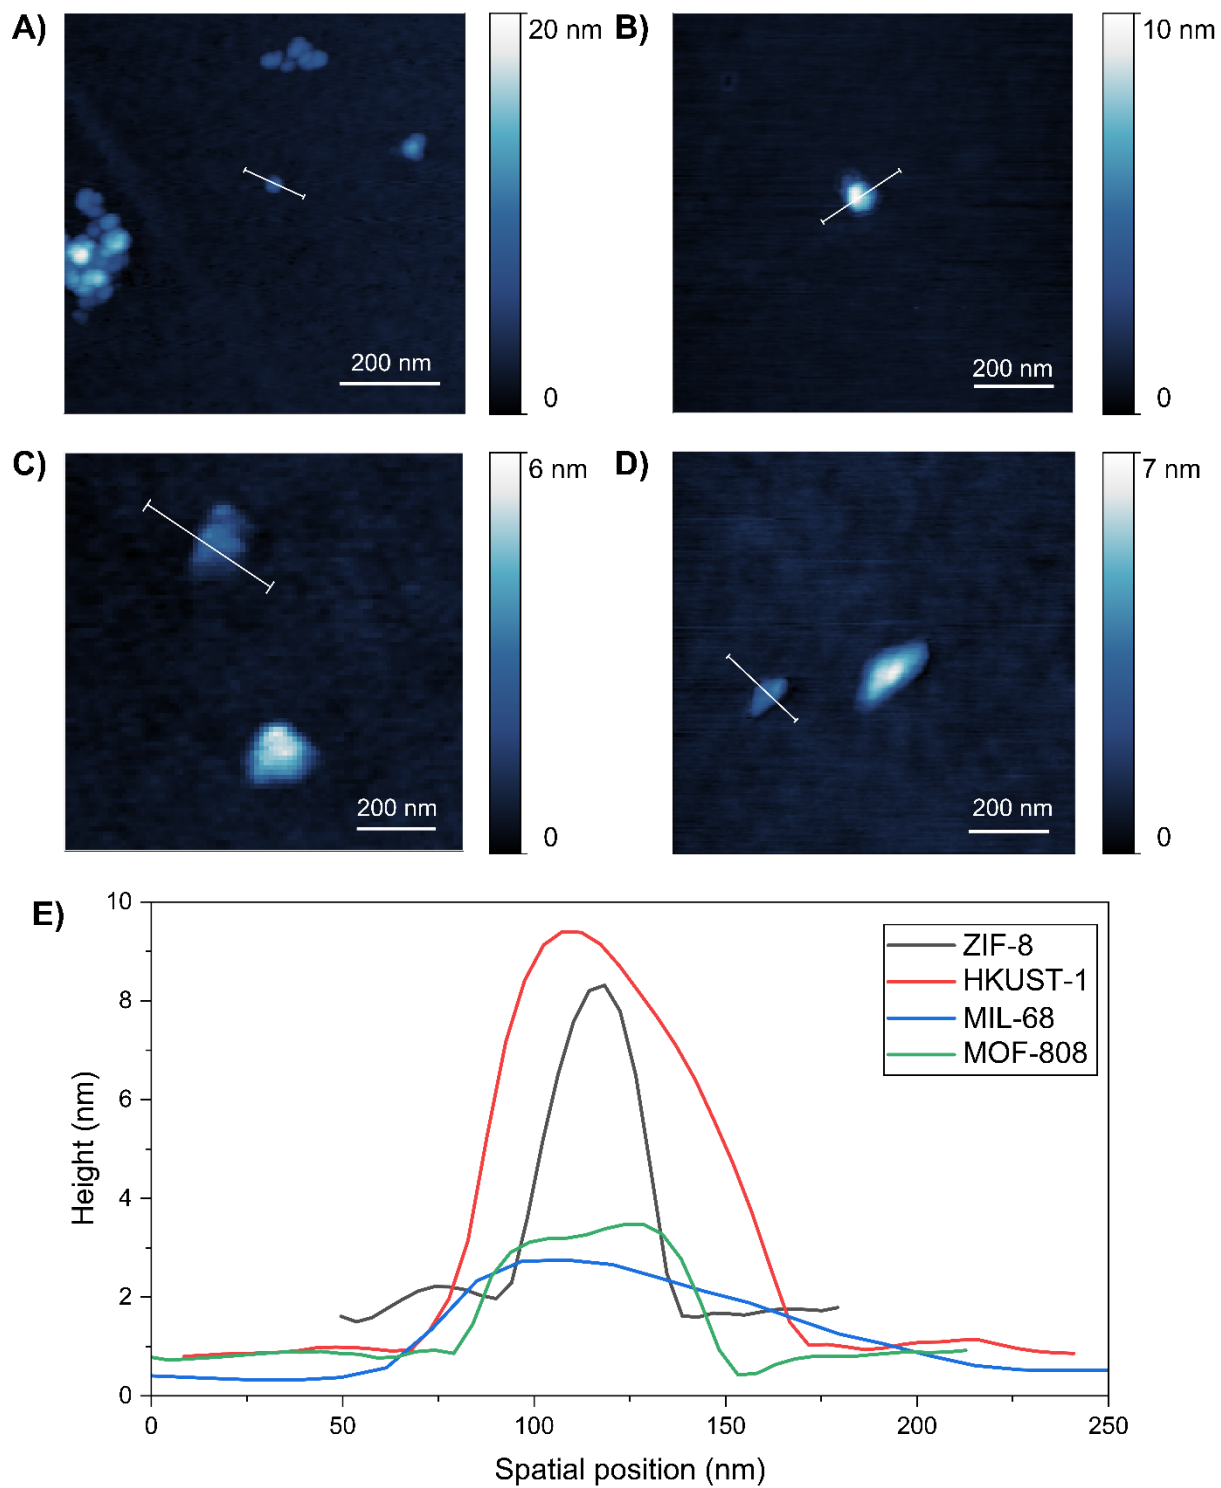 A)
20 nm
0
200 nm
B)
10 nm
0
200 nm
C)
6 nm
0
200 nm
D)
7 nm
0
200 nm
E)
10
8
6
4
2
0
Height (nm)
ZIF-8
HKUST-1
MIL-68
MOF-808
0 50 100 150 200 250
Spatial position (nm)